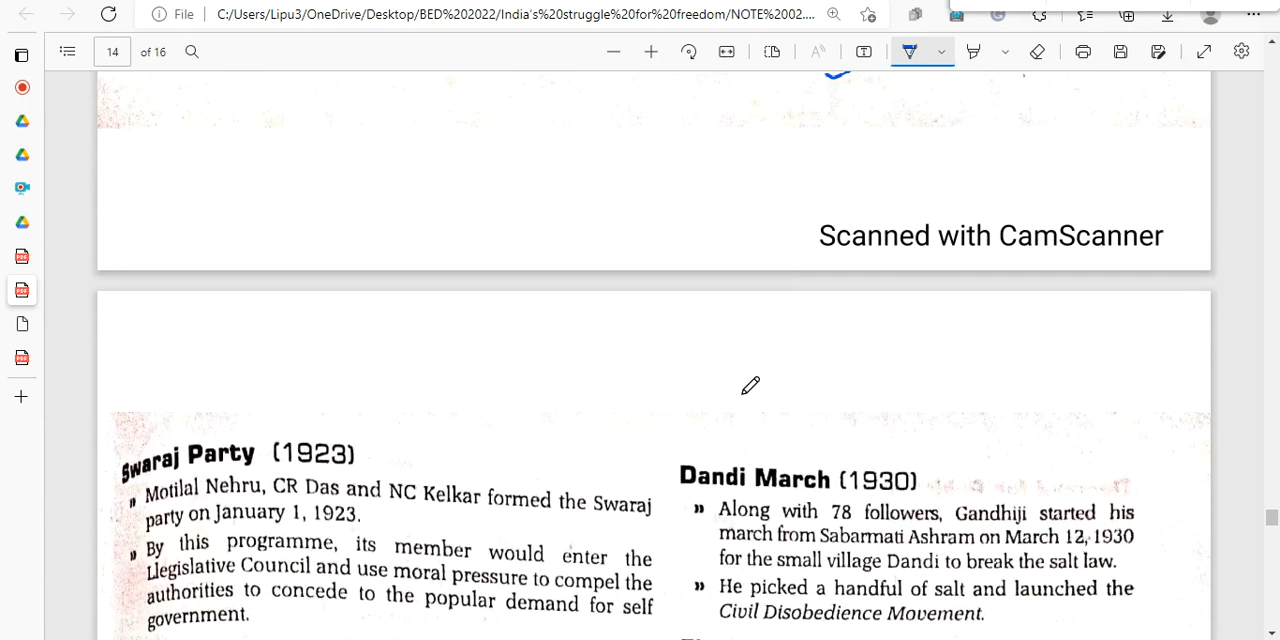 File
C:/Users/Lipu3/OneDrive/Desktop/BED%202022/India's%20struggle%20for%20freedom/NOTE%2002....
14 of 16
Scanned with CamScanner
Swaraj Party (1923)
» Motilal Nehru, CR Das and NC Kelkar formed the Swaraj
party on January 1, 1923.
» By this programme, its member would enter the
Llegislative Council and use moral pressure to compel the
authorities to concede to the popular demand for self
government.
Dandi March (1930)
» Along with 78 followers, Gandhiji started his
march from Sabarmati Ashram on March 12, 1930
for the small village Dandi to break the salt law.
» He picked a handful of salt and launched the
Civil Disobedience Movement.